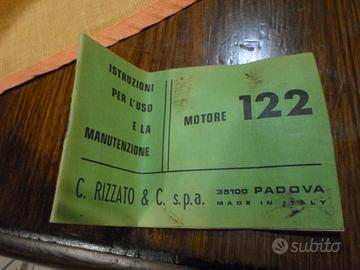 ISTRUZIONI
PER L'USO
E LA
MANUTENZIONE
MOTORE 122
C. RIZZATO & C. s.p.a.
35100 PADOVA
MADE IN ITALY
subito